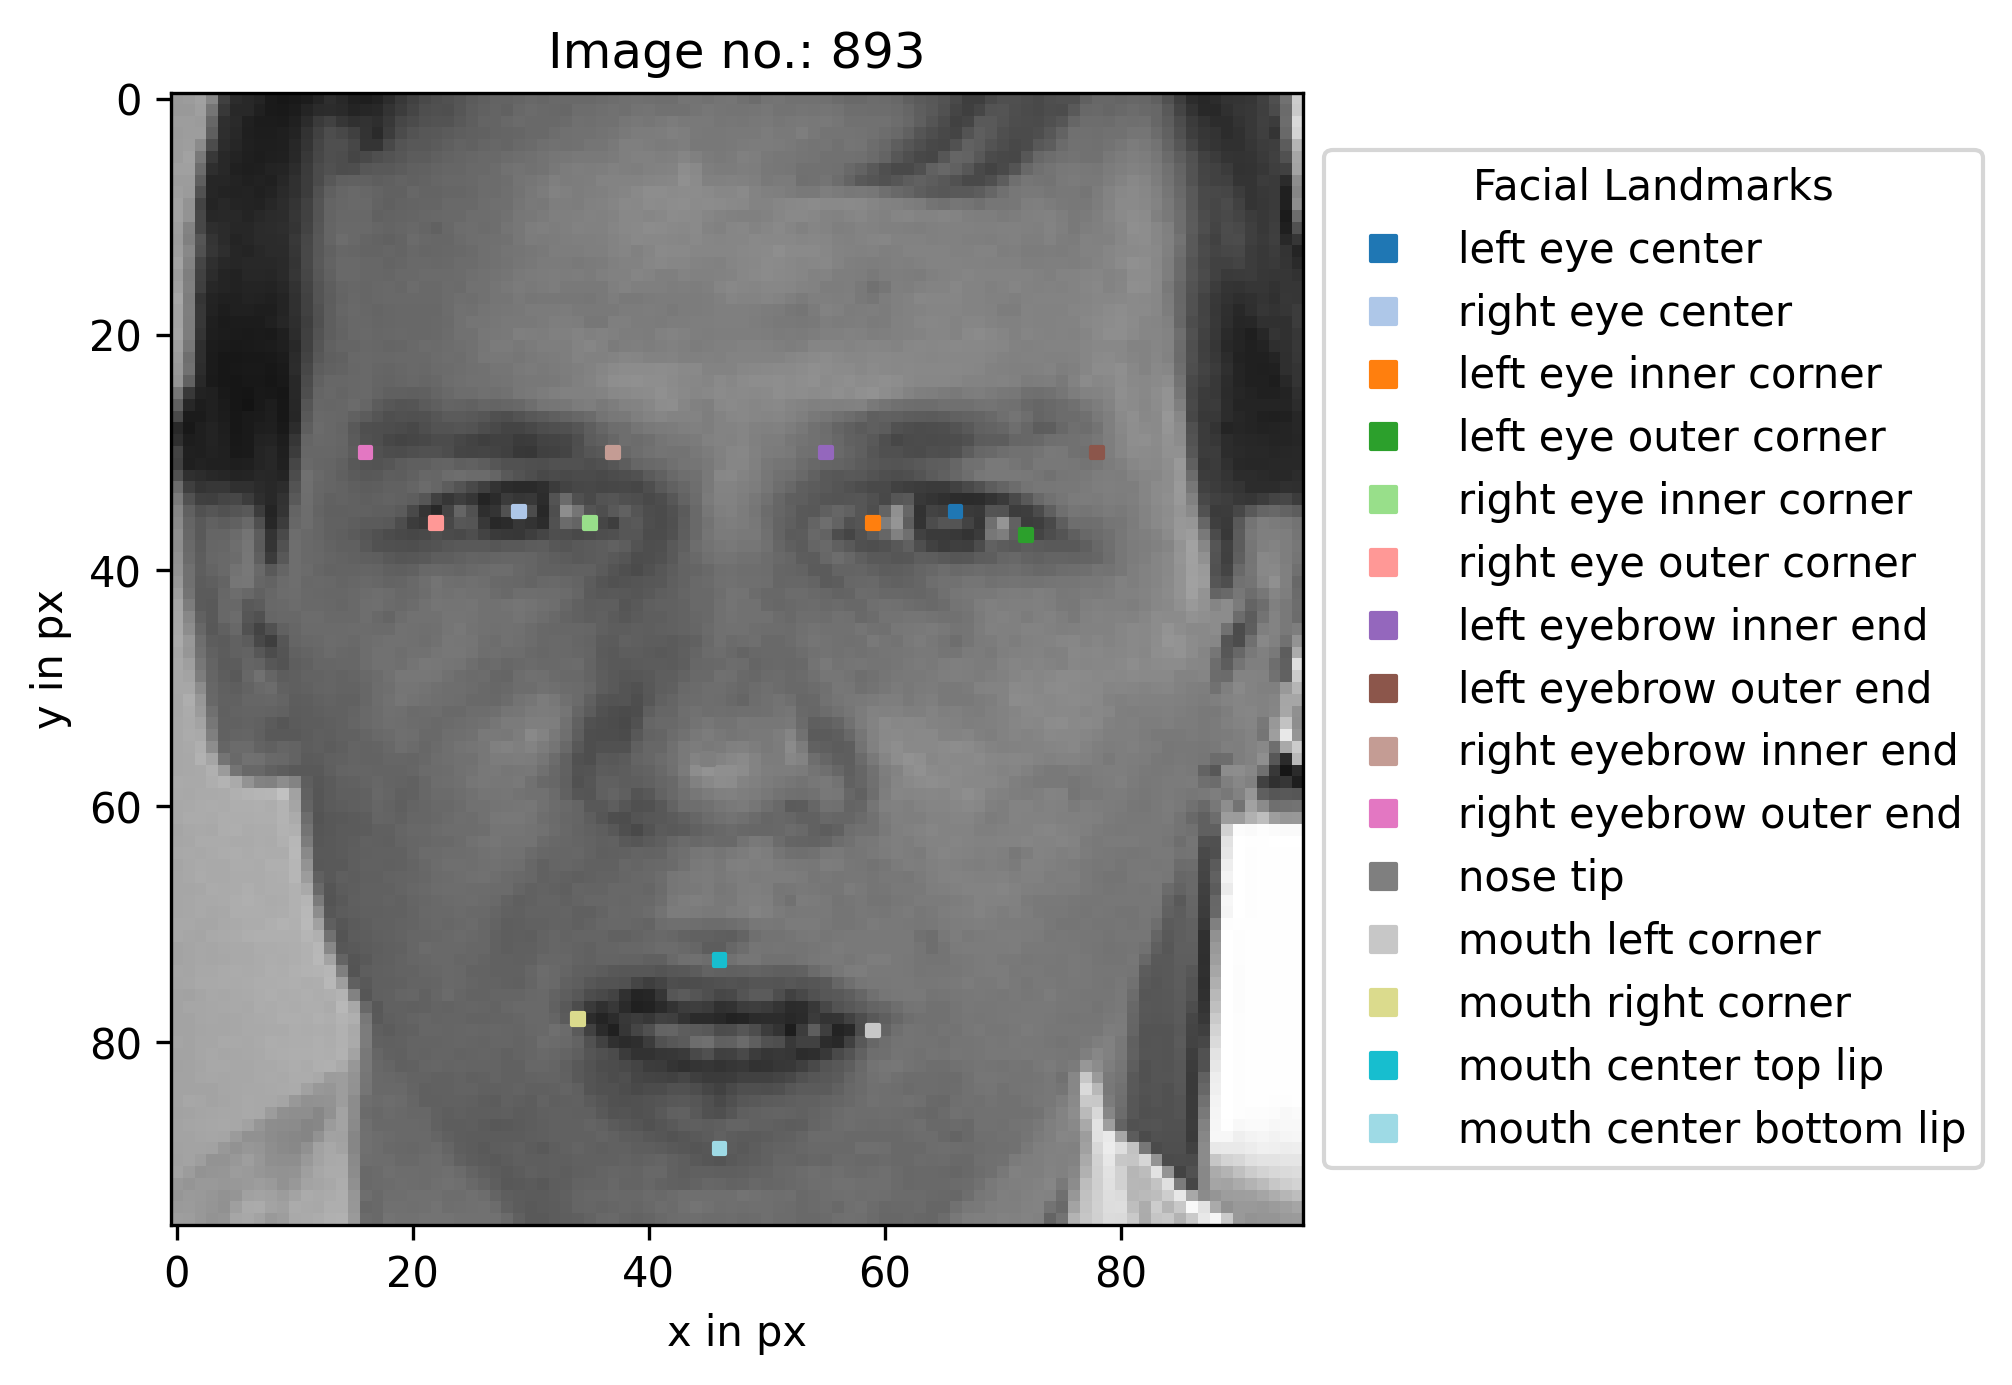 Image no.: 893
0
20
40
60
80
y in px
0 20 40 60 80
x in px
Facial Landmarks
left eye center
right eye center
left eye inner corner
left eye outer corner
right eye inner corner
right eye outer corner
left eyebrow inner end
left eyebrow outer end
right eyebrow inner end
right eyebrow outer end
nose tip
mouth left corner
mouth right corner
mouth center top lip
mouth center bottom lip